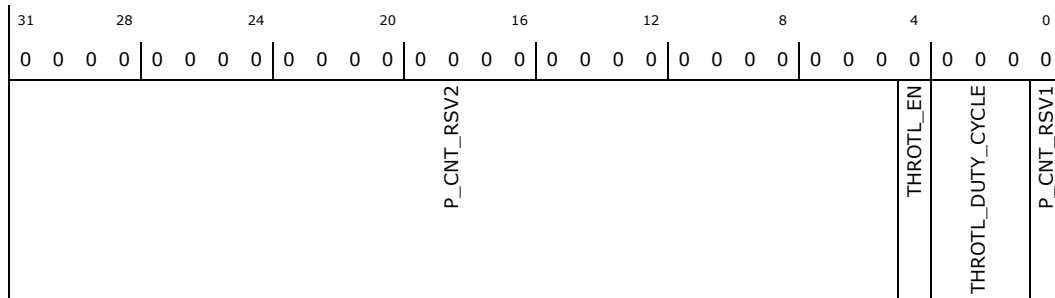 31 28 24 20 16 12 8 4 0
0 0 0 0 0 0 0 0 0 0 0 0 0 0 0 0 0 0 0 0 0 0 0 0 0 0 0 0 0 0 0 0
P_CNT_RSV2
THROTL_EN
THROTL_DUTY_CYCLE
P_CNT_RSV1